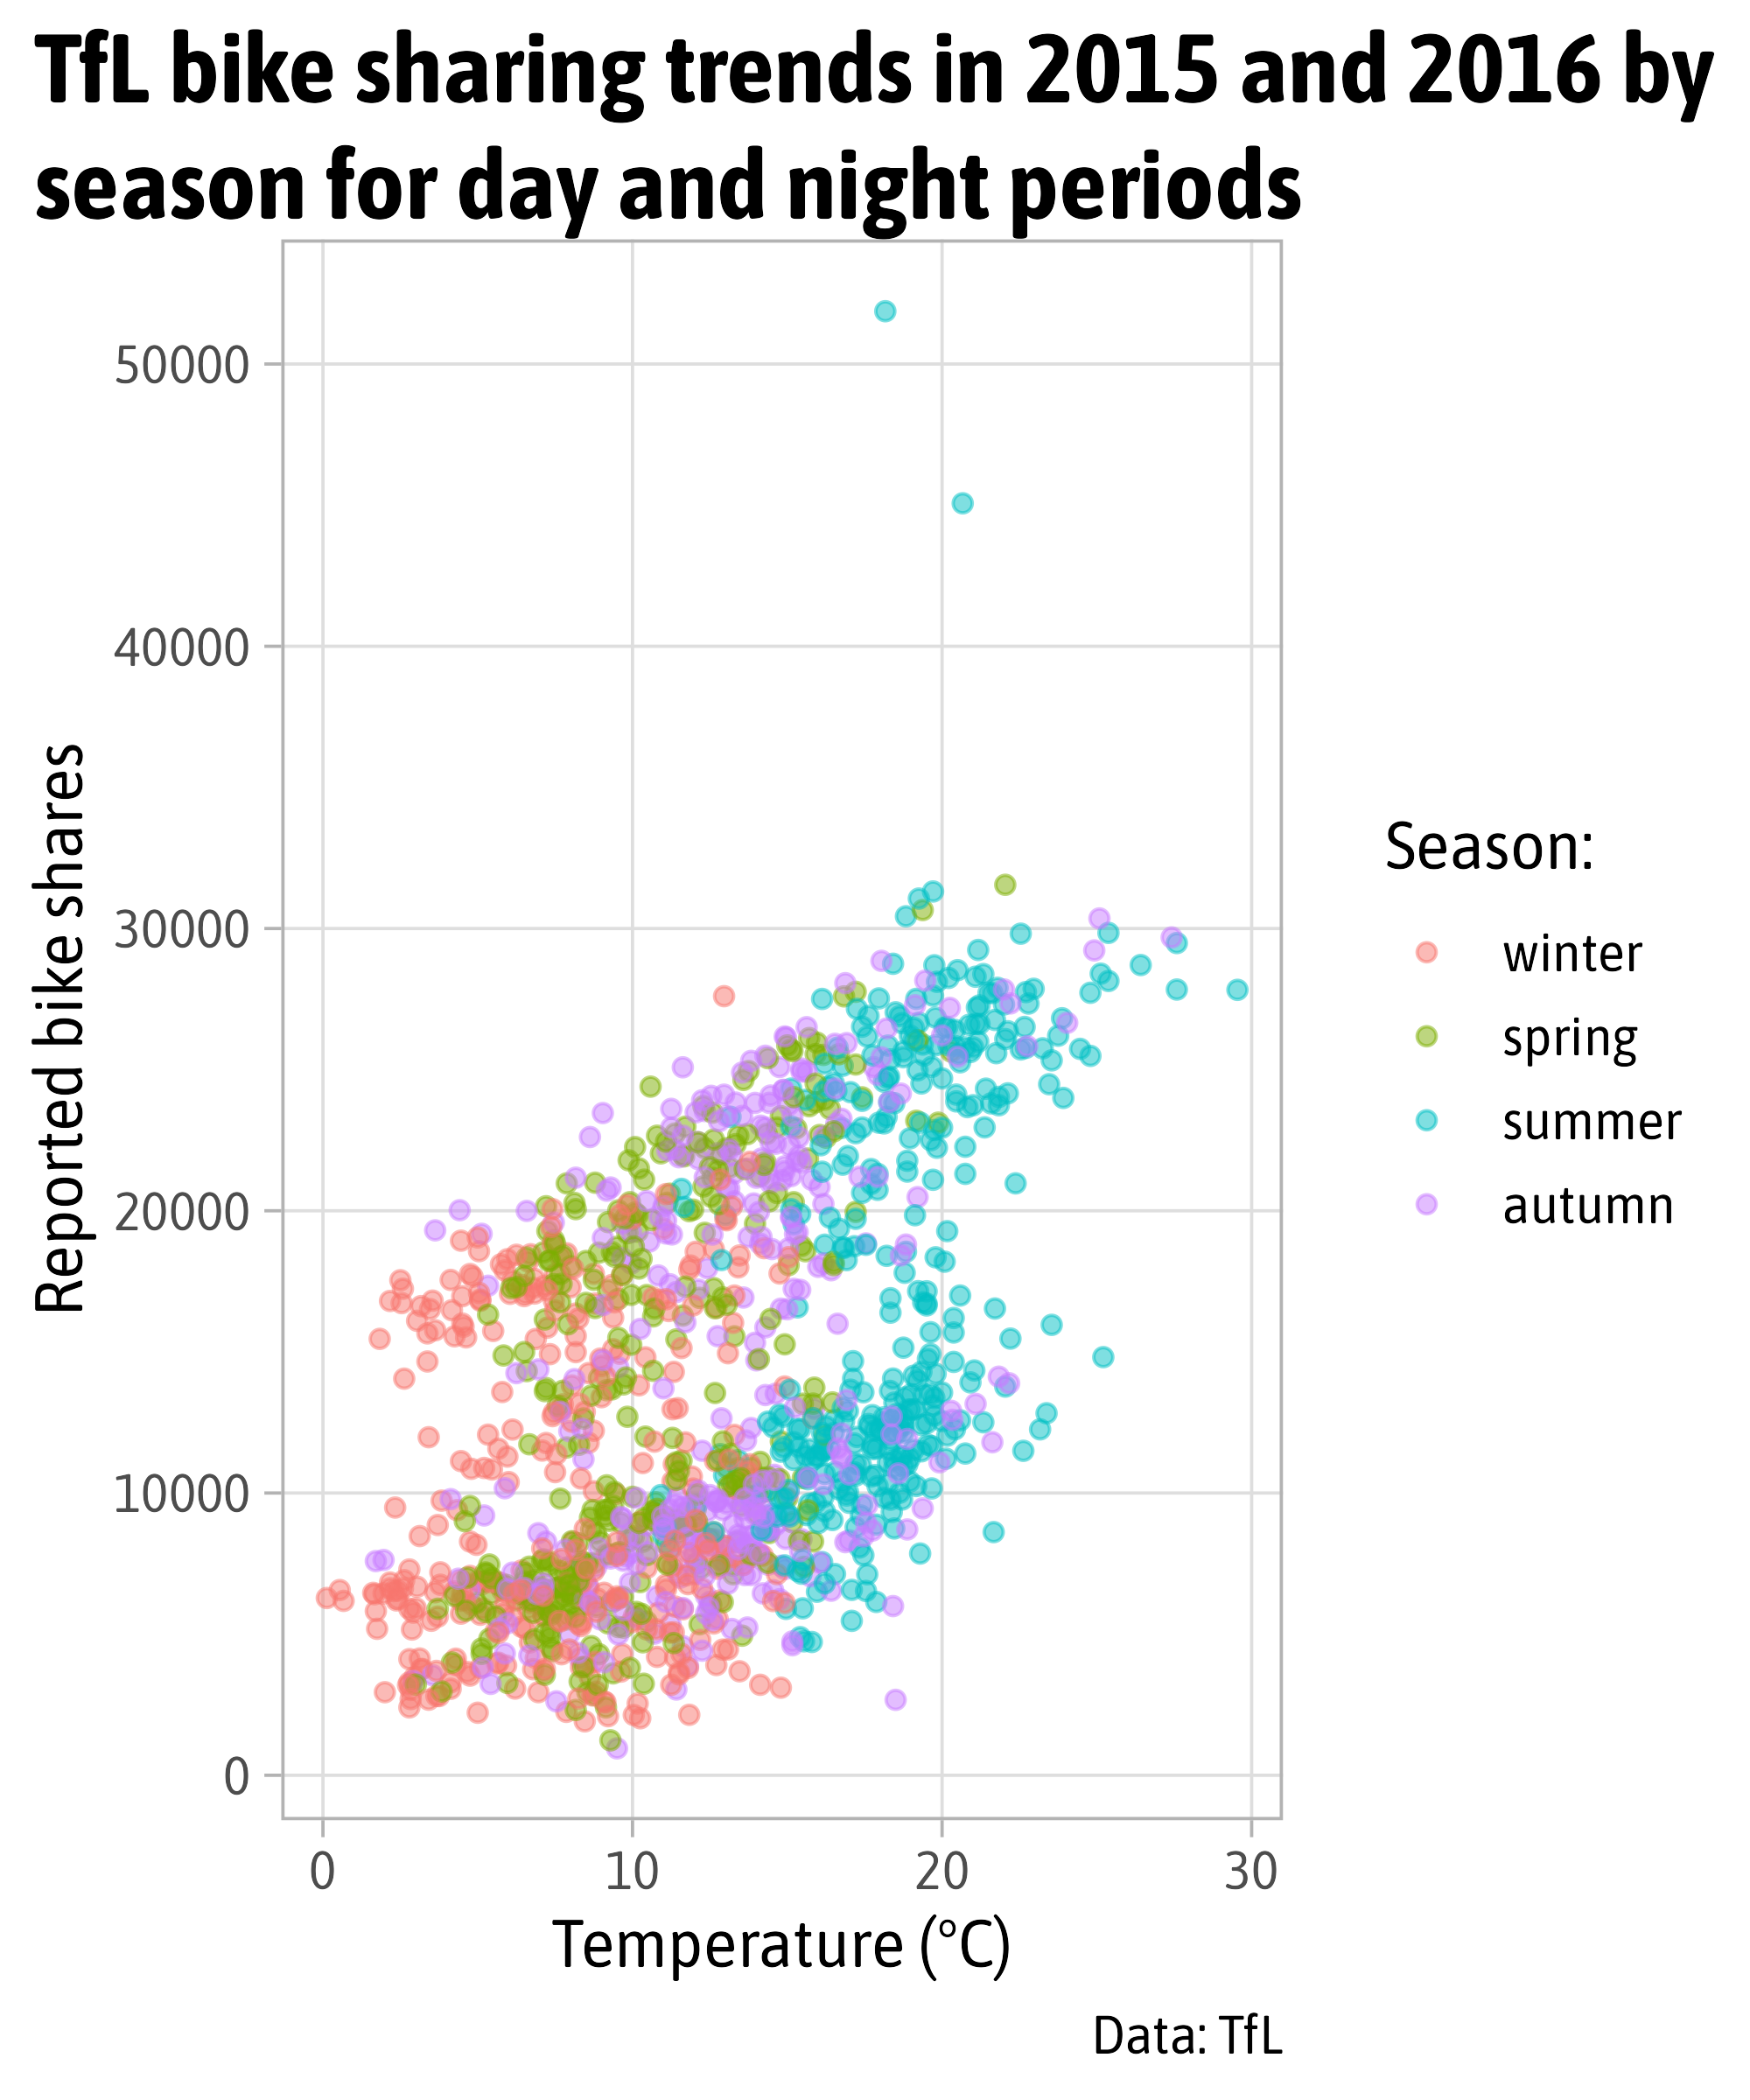 TfL bike sharing trends in 2015 and 2016 by
season for day and night periods
50000
40000
30000
20000
10000
0
Reported bike shares
0 10 20 30
Temperature (°C)
Season:
winter
spring
summer
autumn
Data: TfL